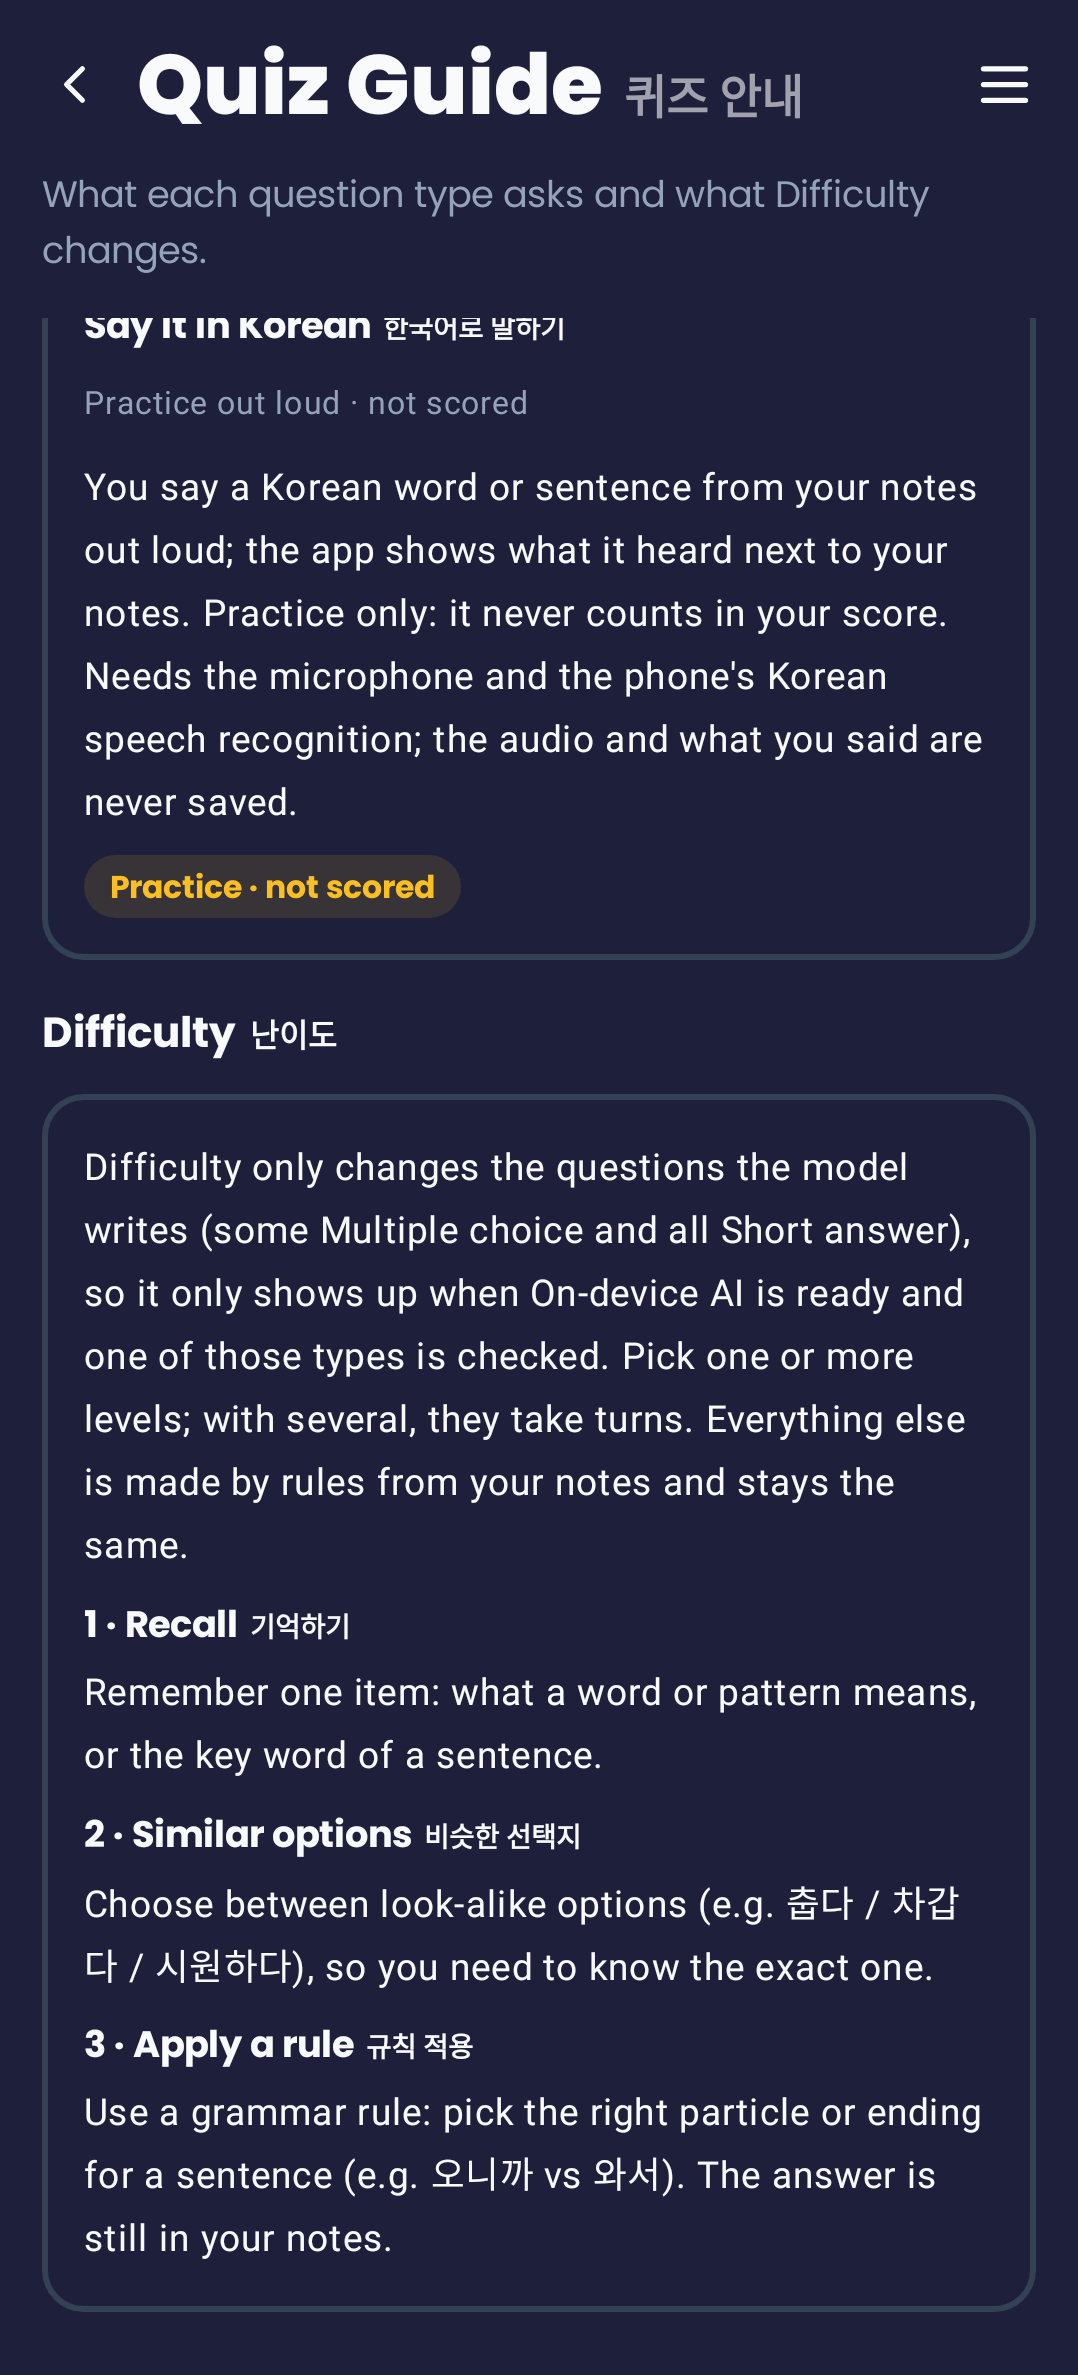 Quiz Guide 퀴즈 안내
What each question type asks and what Difficulty
changes.
Say it in Korean 한국어로 말하기
Practice out loud · not scored
You say a Korean word or sentence from your notes
out loud; the app shows what it heard next to your
notes. Practice only: it never counts in your score.
Needs the microphone and the phone's Korean
speech recognition; the audio and what you said are
never saved.
Practice · not scored
Difficulty 난이도
Difficulty only changes the questions the model
writes (some Multiple choice and all Short answer),
so it only shows up when On-device AI is ready and
one of those types is checked. Pick one or more
levels; with several, they take turns. Everything else
is made by rules from your notes and stays the
same.
1 · Recall 기억하기
Remember one item: what a word or pattern means,
or the key word of a sentence.
2 · Similar options 비슷한 선택지
Choose between look-alike options (e.g. 춥다 / 차갑
다 / 시원하다), so you need to know the exact one.
3 · Apply a rule 규칙 적용
Use a grammar rule: pick the right particle or ending
for a sentence (e.g. 오니까 vs 와서). The answer is
still in your notes.